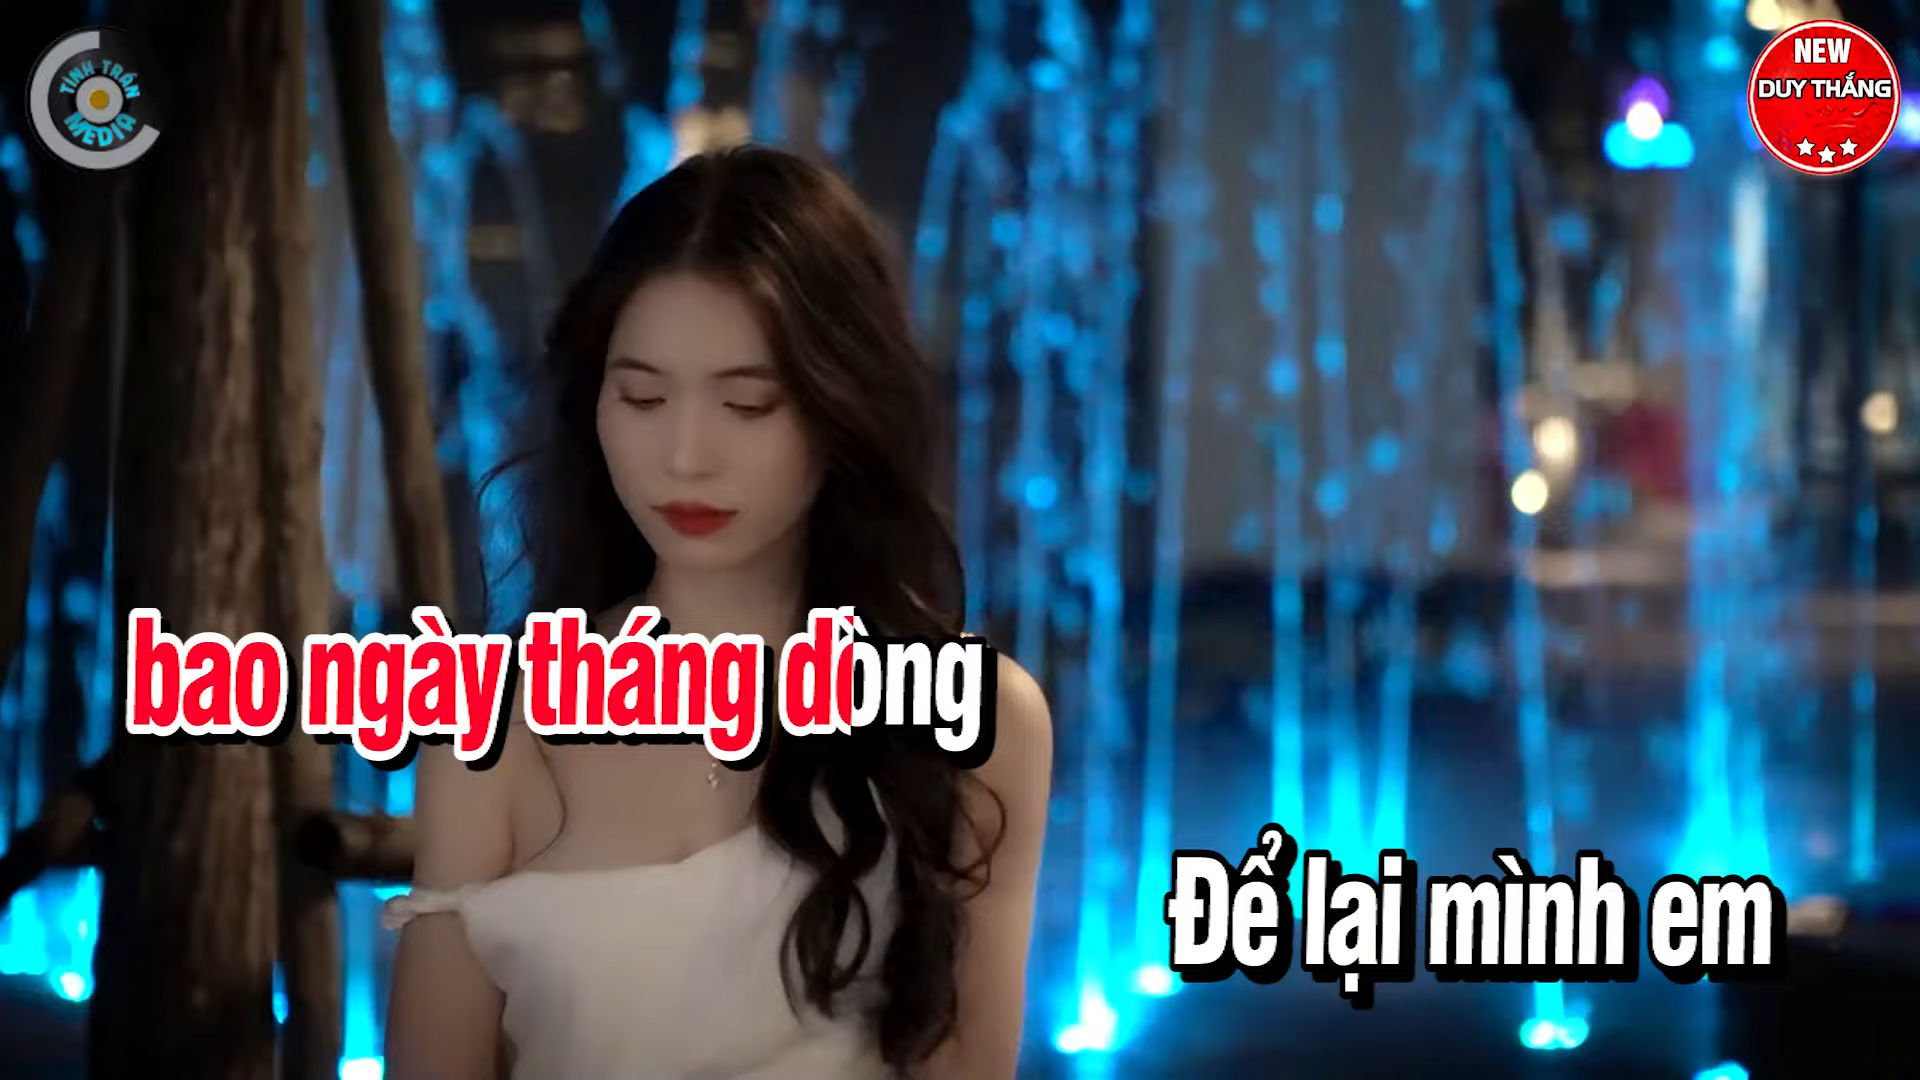 TÌNH TRẦN
MEDIA
NEW
DUY THẮNG
bao ngày tháng dòng
Để lại mình em